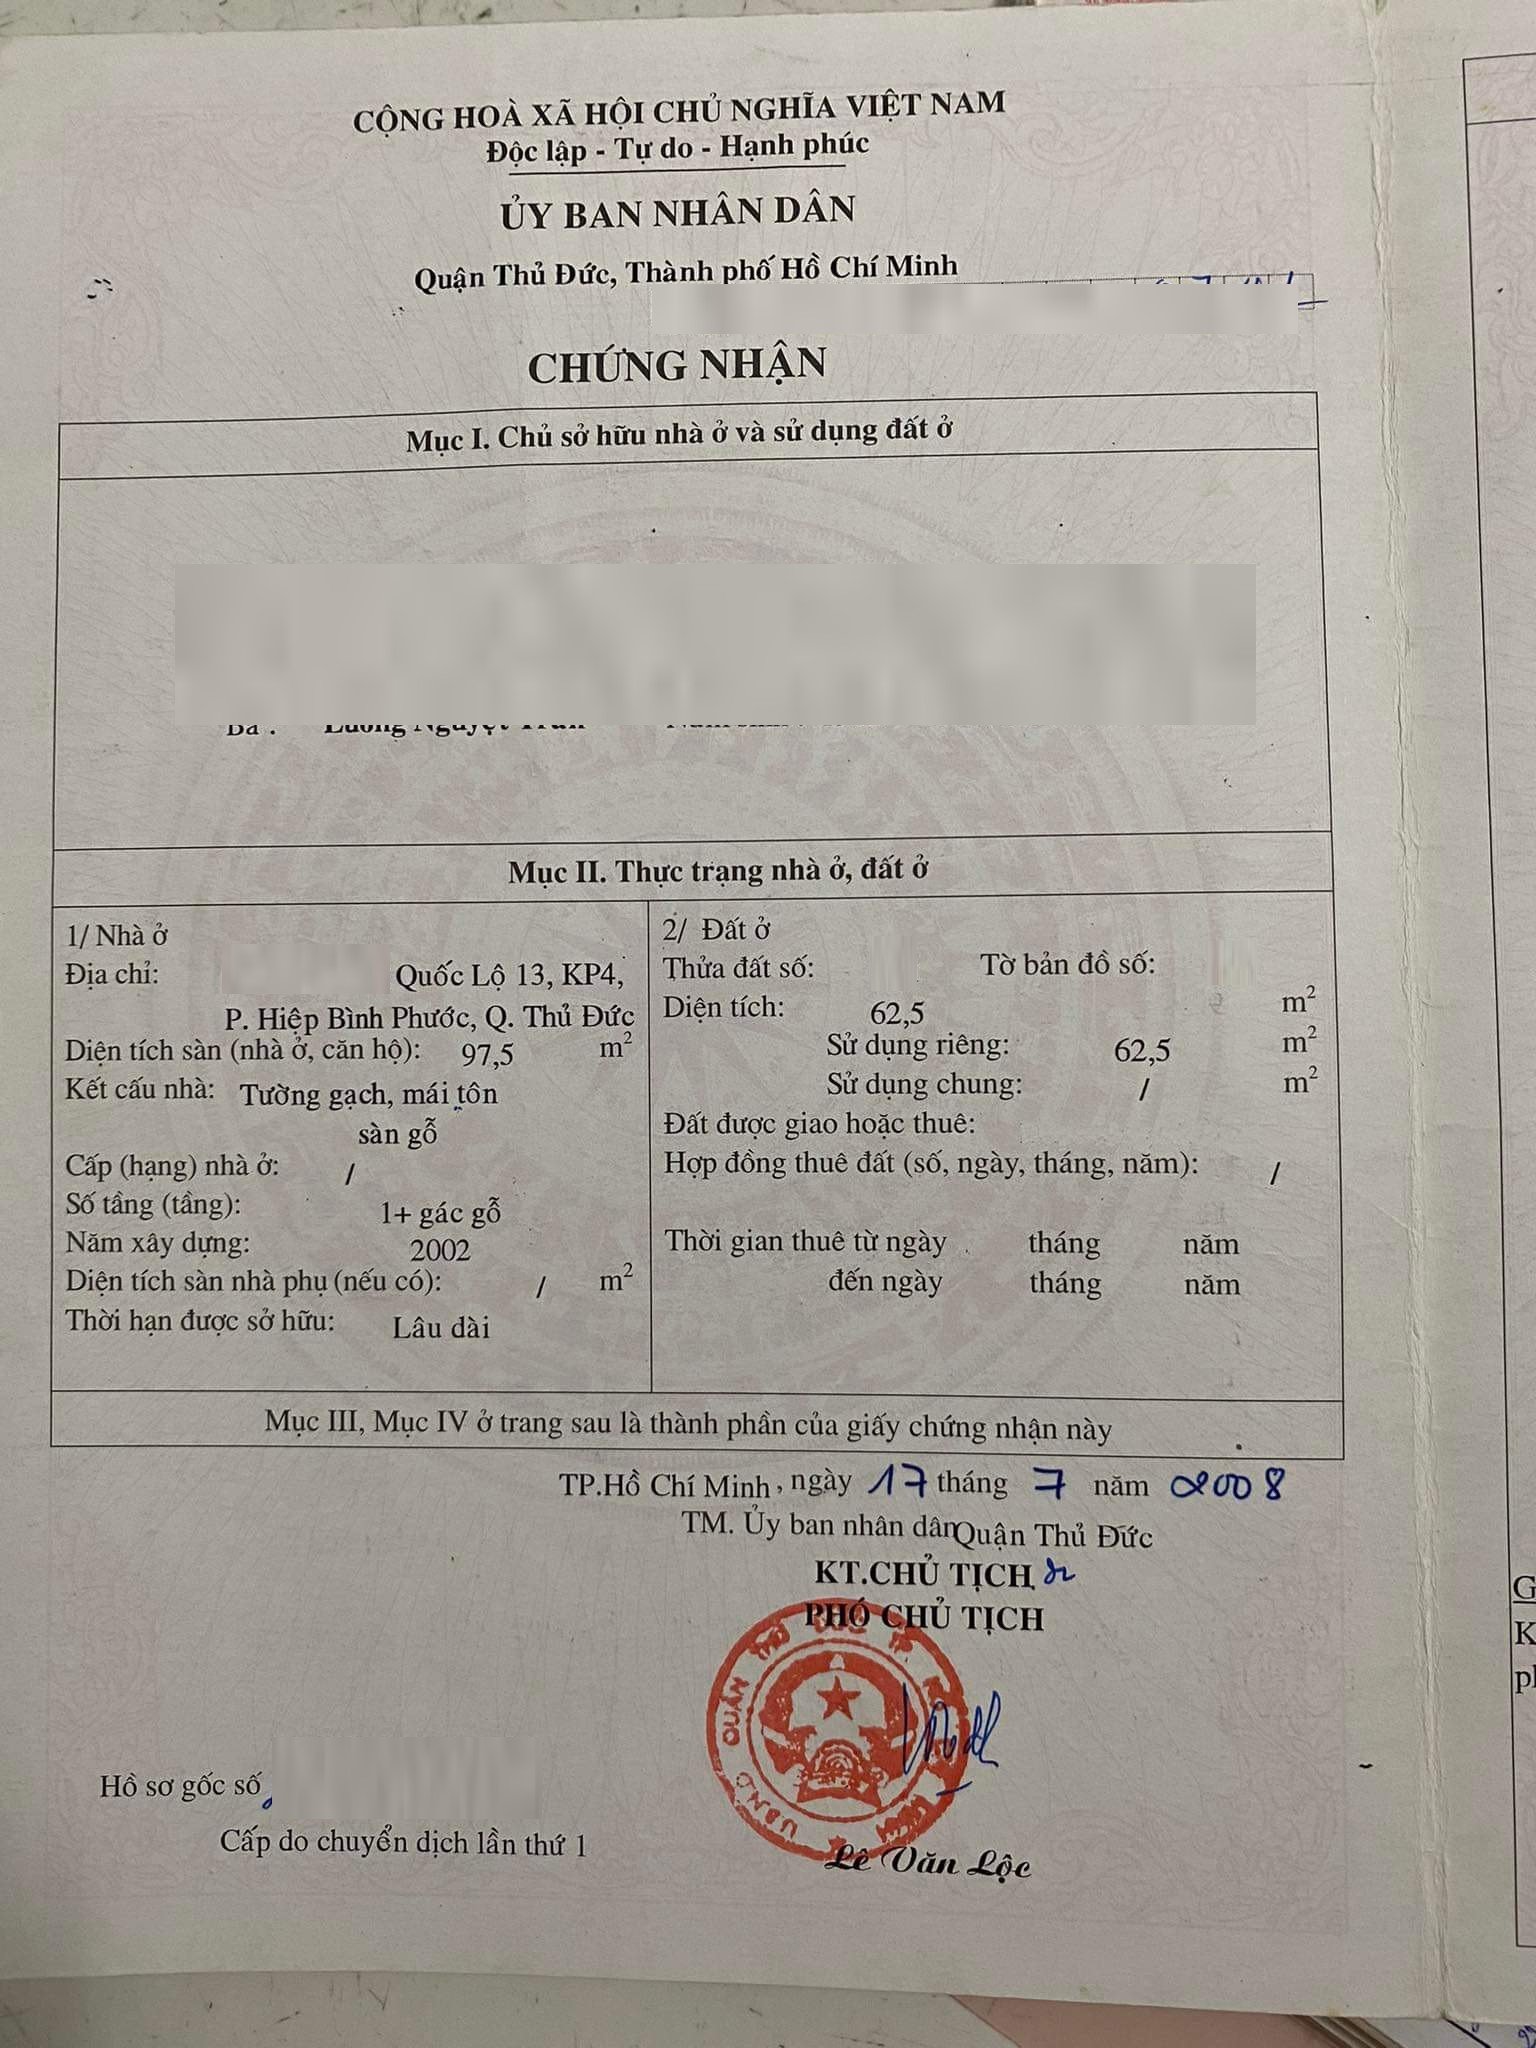 CỘNG HOÀ XÃ HỘI CHỦ NGHĨA VIỆT NAM
Độc lập - Tự do - Hạnh phúc
ỦY BAN NHÂN DÂN
Quận Thủ Đức, Thành phố Hồ Chí Minh
CHỨNG NHẬN
Mục I. Chủ sở hữu nhà ở và sử dụng đất ở
Mục II. Thực trạng nhà ở, đất ở
1/ Nhà ở
Địa chỉ: Quốc Lộ 13, KP4,
P. Hiệp Bình Phước, Q. Thủ Đức
Diện tích sàn (nhà ở, căn hộ): 97,5 m²
Kết cấu nhà: Tường gạch, mái tôn
sàn gỗ
Cấp (hạng) nhà ở: /
Số tầng (tầng): 1+ gác gỗ
Năm xây dựng: 2002
Diện tích sàn nhà phụ (nếu có): / m²
Thời hạn được sở hữu: Lâu dài
2/ Đất ở
Thửa đất số: Tờ bản đồ số:
Diện tích: 62,5 m²
Sử dụng riêng: 62,5 m²
Sử dụng chung: / m²
Đất được giao hoặc thuê:
Hợp đồng thuê đất (số, ngày, tháng, năm): /
Thời gian thuê từ ngày tháng năm
đến ngày tháng năm
Mục III, Mục IV ở trang sau là thành phần của giấy chứng nhận này
TP.Hồ Chí Minh, ngày 17 tháng 7 năm 2008
TM. Ủy ban nhân dân Quận Thủ Đức
KT.CHỦ TỊCH
PHÓ CHỦ TỊCH
Lê Văn Lộc
Hồ sơ gốc số
Cấp do chuyển dịch lần thứ 1